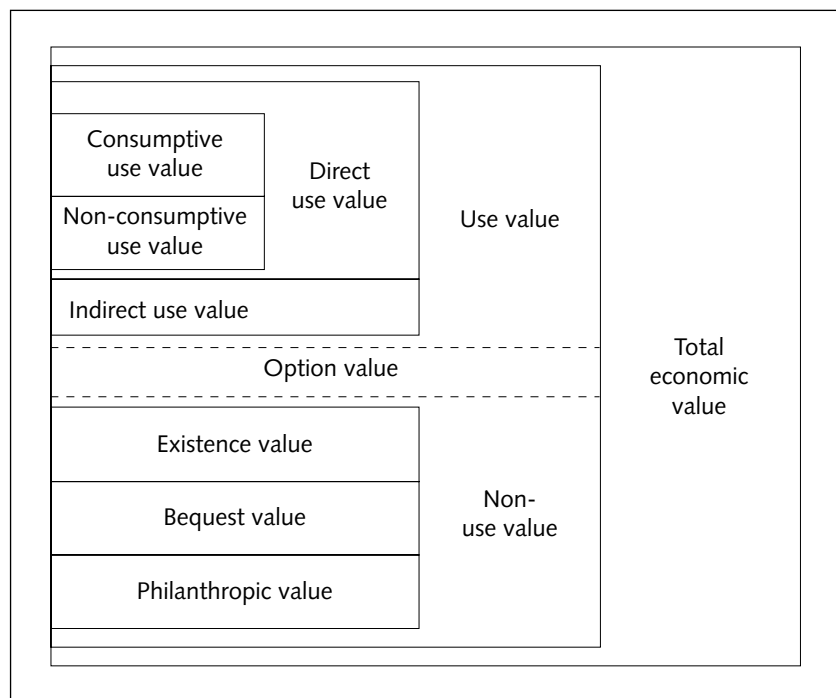 Consumptive
use value
Non-consumptive
use value
Direct
use value
Use value
Indirect use value
Option value
Total
economic
value
Existence value
Bequest value
Philanthropic value
Non-
use value